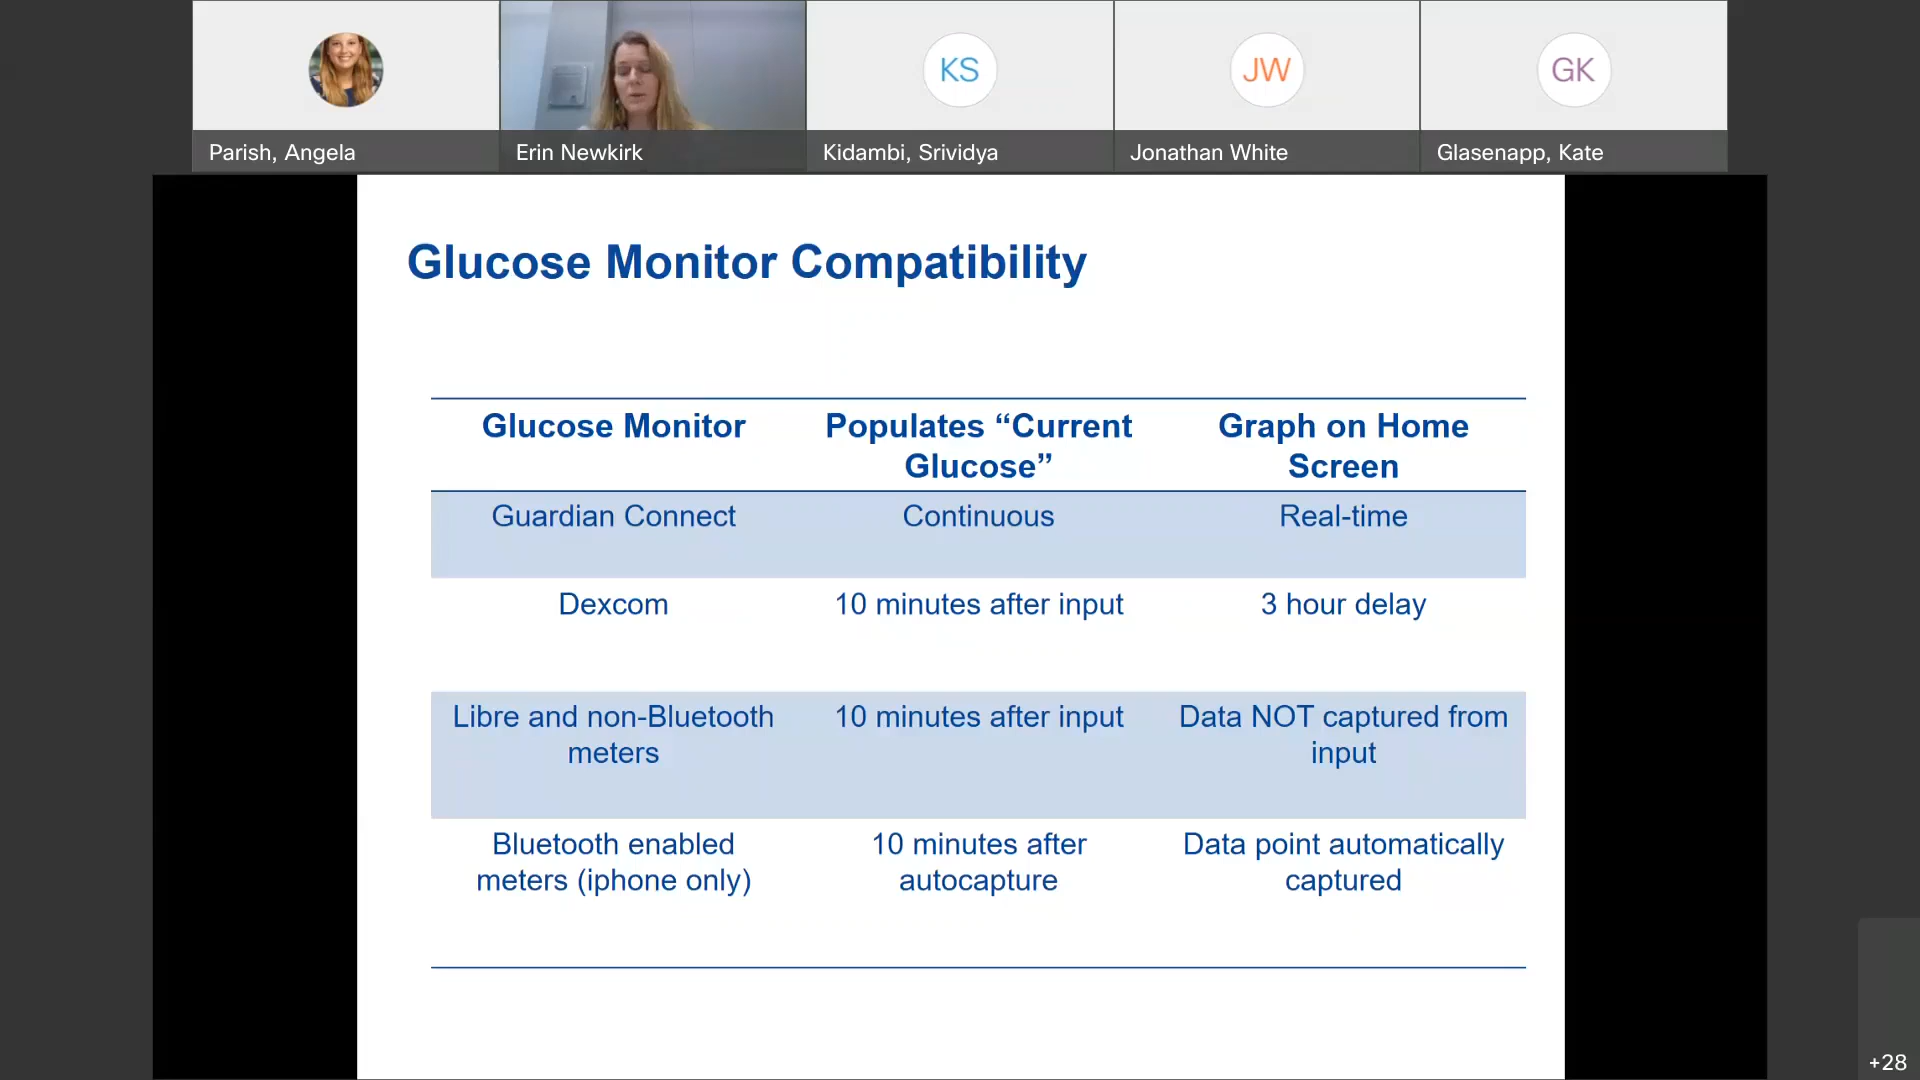 KS
JW
GK
Parish, Angela
Erin Newkirk
Kidambi, Srividya
Jonathan White
Glasenapp, Kate
Glucose Monitor Compatibility
Glucose Monitor
Populates “Current
Glucose”
Graph on Home
Screen
Guardian Connect
Continuous
Real-time
Dexcom
10 minutes after input
3 hour delay
Libre and non-Bluetooth
meters
10 minutes after input
Data NOT captured from
input
Bluetooth enabled
meters (iphone only)
10 minutes after
autocapture
Data point automatically
captured
+28